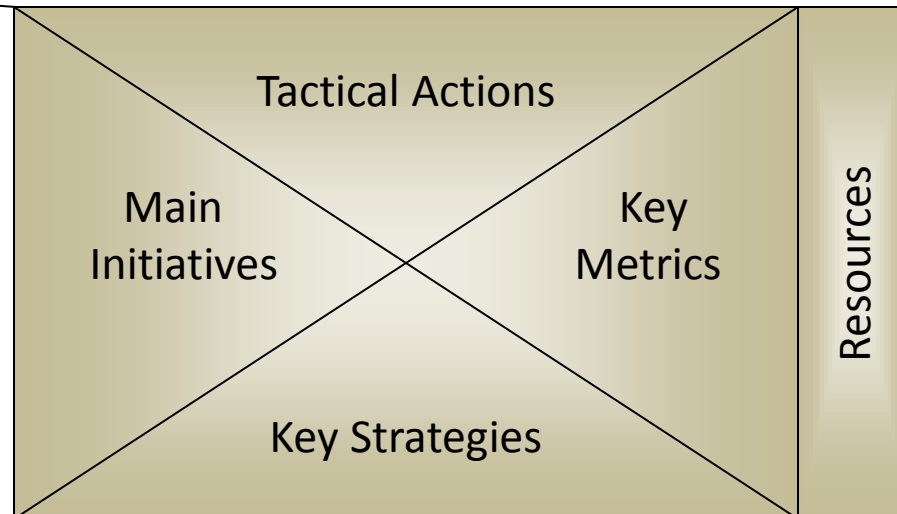 Tactical Actions
Main
Initiatives
Key
Metrics
Resources
Key Strategies